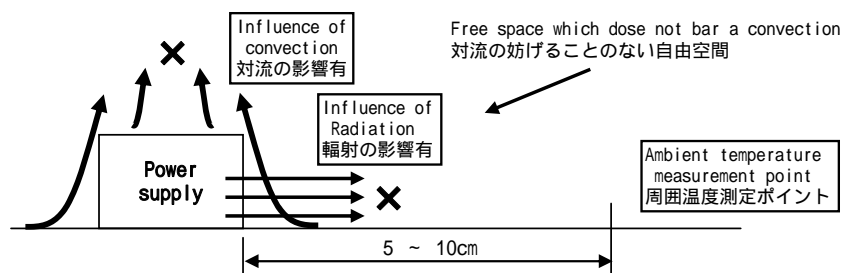 Influence of
convection
対流の影響有
Free space which dose not bar a convection
対流の妨げることのない自由空間
Influence of
Radiation
輻射の影響有
Power
supply
Ambient temperature
measurement point
周囲温度測定ポイント
5 ~ 10cm